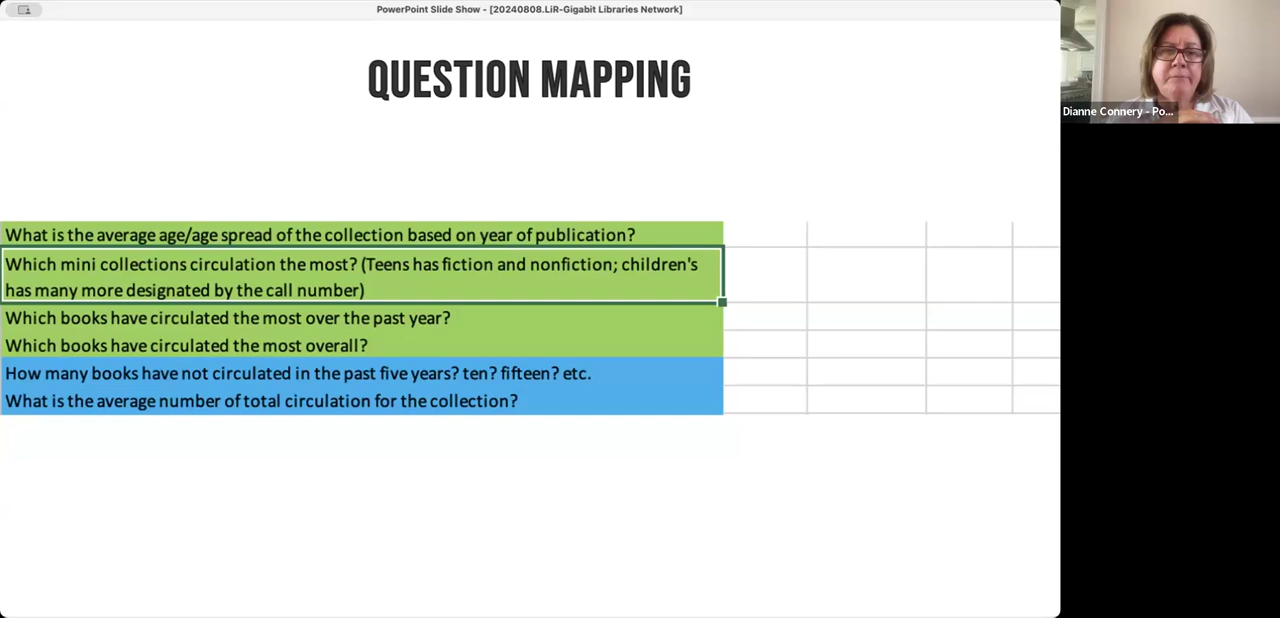 PowerPoint Slide Show - [20240808.LiR-Gigabit Libraries Network]
QUESTION MAPPING
Dianne Connery - Po...
What is the average age/age spread of the collection based on year of publication?
Which mini collections circulation the most? (Teens has fiction and nonfiction; children's
has many more designated by the call number)
Which books have circulated the most over the past year?
Which books have circulated the most overall?
How many books have not circulated in the past five years? ten? fifteen? etc.
What is the average number of total circulation for the collection?